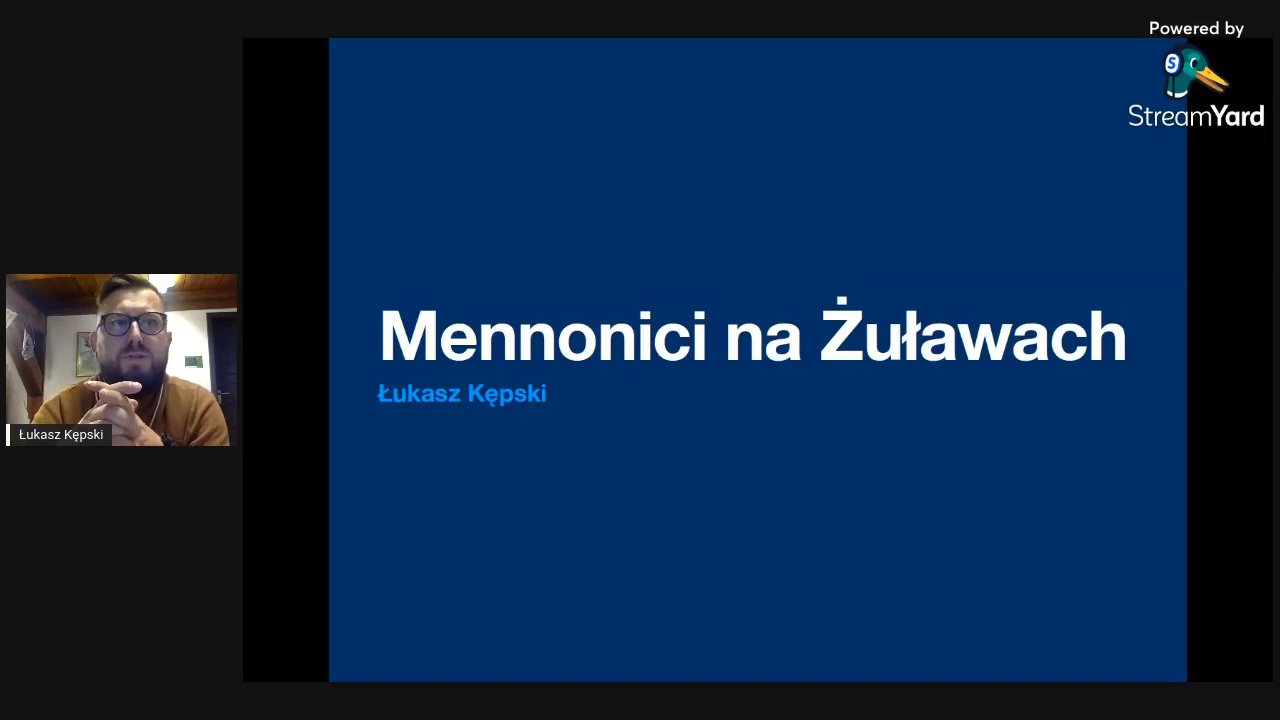 Powered by
S
StreamYard
Mennonici na Żuławach
Łukasz Kępski
Łukasz Kępski